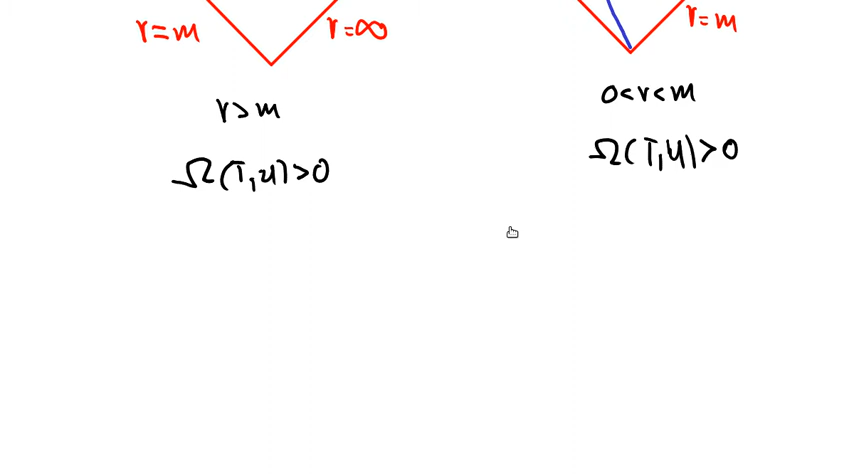 r=m
r=∞
r>m
Ω(T,u)>0
r=m
0<r<m
Ω(T,u)>0